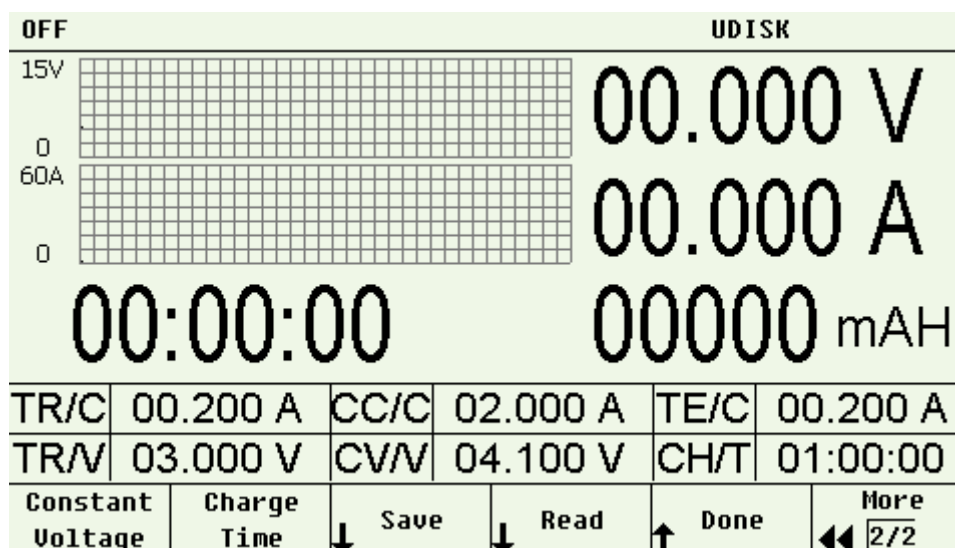 OFF UDISK
15V 00.000 V
0
60A 00.000 A
0
00:00:00 00000 mAH
TR/C 00.200 A CC/C 02.000 A TE/C 00.200 A
TR/V 03.000 V CV/V 04.100 V CH/T 01:00:00
Constant Charge Save Read Done More
Voltage Time 2/2